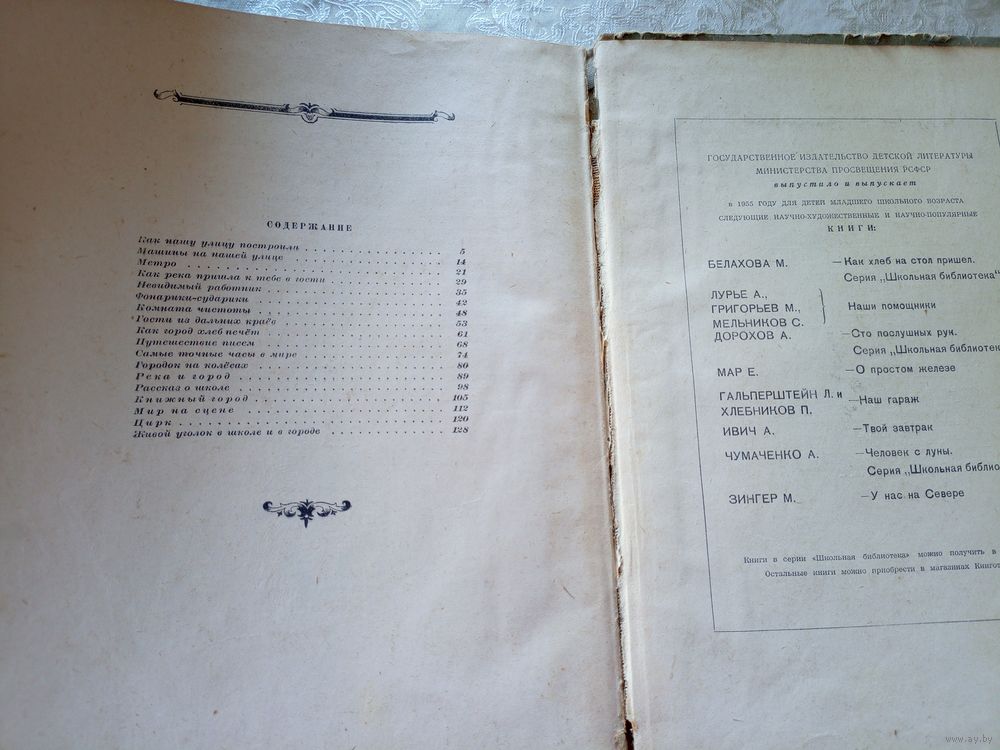 СОДЕРЖАНИЕ
Как нашу улицу построили . . . . . . . . . . . . 5
Машины на нашей улице . . . . . . . . . . . . 14
Метро . . . . . . . . . . . . 21
Как река пришла к тебе в гости . . . . . . . . . . . . 29
Невидимый работник . . . . . . . . . . . . 35
Фонарики-сударики . . . . . . . . . . . . 42
Комната чистоты . . . . . . . . . . . . 48
Гости из дальних краёв . . . . . . . . . . . . 53
Как город хлеб печёт . . . . . . . . . . . . 61
Путешествие писем . . . . . . . . . . . . 68
Самые точные часы в мире . . . . . . . . . . . . 74
Городок на колёсах . . . . . . . . . . . . 80
Река и город . . . . . . . . . . . . 89
Рассказ о школе . . . . . . . . . . . . 98
Книжный город . . . . . . . . . . . . 105
Мир на сцене . . . . . . . . . . . . 112
Цирк . . . . . . . . . . . . 120
Живой уголок в школе и в городе . . . . . . . . . . . . 128
ГОСУДАРСТВЕННОЕ ИЗДАТЕЛЬСТВО ДЕТСКОЙ ЛИТЕРАТУРЫ
МИНИСТЕРСТВА ПРОСВЕЩЕНИЯ РСФСР
выпустило и выпускает
в 1955 ГОДУ ДЛЯ ДЕТЕЙ МЛАДШЕГО ШКОЛЬНОГО ВОЗРАСТА
СЛЕДУЮЩИЕ НАУЧНО-ХУДОЖЕСТВЕННЫЕ И НАУЧНО-ПОПУЛЯРНЫЕ
КНИГИ:
БЕЛАХОВА М. — Как хлеб на стол пришел.
Серия „Школьная библиотека"
ЛУРЬЕ А.,
ГРИГОРЬЕВ М., Наши помощники
МЕЛЬНИКОВ С.
ДОРОХОВ А. — Сто послушных рук.
Серия „Школьная библиотек
МАР Е. — О простом железе
ГАЛЬПЕРШТЕЙН Л. и
ХЛЕБНИКОВ П. — Наш гараж
ИВИЧ А. — Твой завтрак
ЧУМАЧЕНКО А. — Человек с луны.
Серия „Школьная библио
ЗИНГЕР М. — У нас на Севере
Книги в серии «Школьная библиотека» можно получить в
Остальные книги можно приобрести в магазинах Книгот
www.ay.by